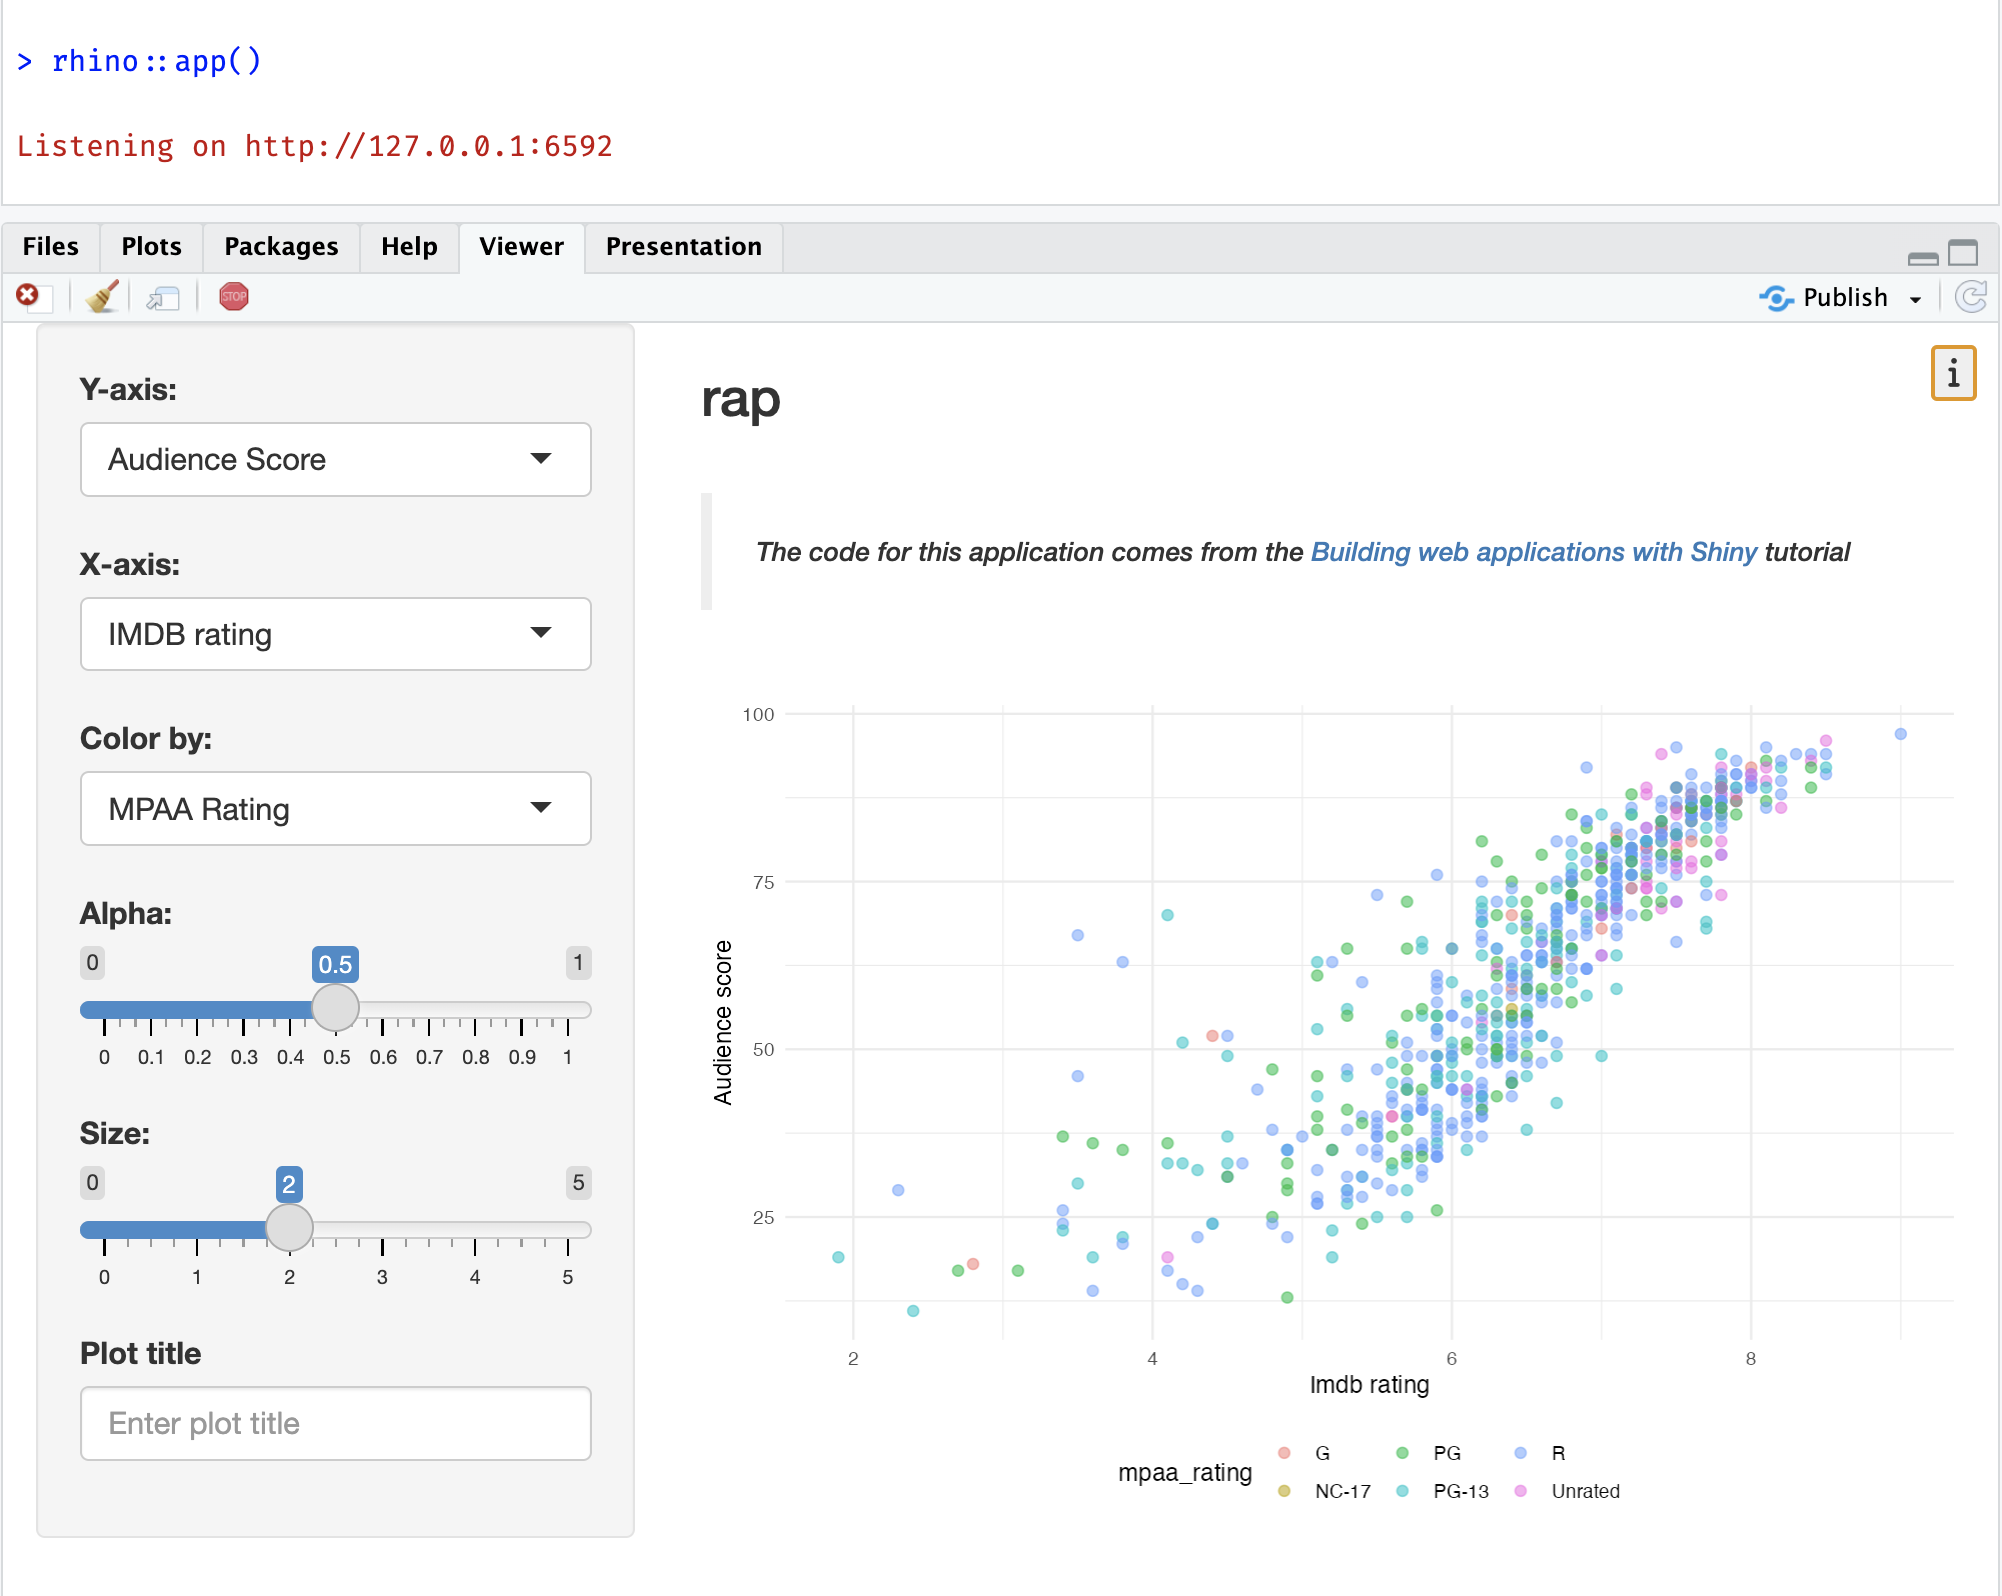 > rhino::app()
Listening on http://127.0.0.1:6592
Files Plots Packages Help Viewer Presentation
STOP Publish
Y-axis:
Audience Score
X-axis:
IMDB rating
Color by:
MPAA Rating
Alpha:
0 0.5 1
0 0.1 0.2 0.3 0.4 0.5 0.6 0.7 0.8 0.9 1
Size:
0 2 5
0 1 2 3 4 5
Plot title
Enter plot title
i
rap
The code for this application comes from the Building web applications with Shiny tutorial
100
75
50
25
Audience score
2 4 6 8
Imdb rating
mpaa_rating
G PG R
NC-17 PG-13 Unrated